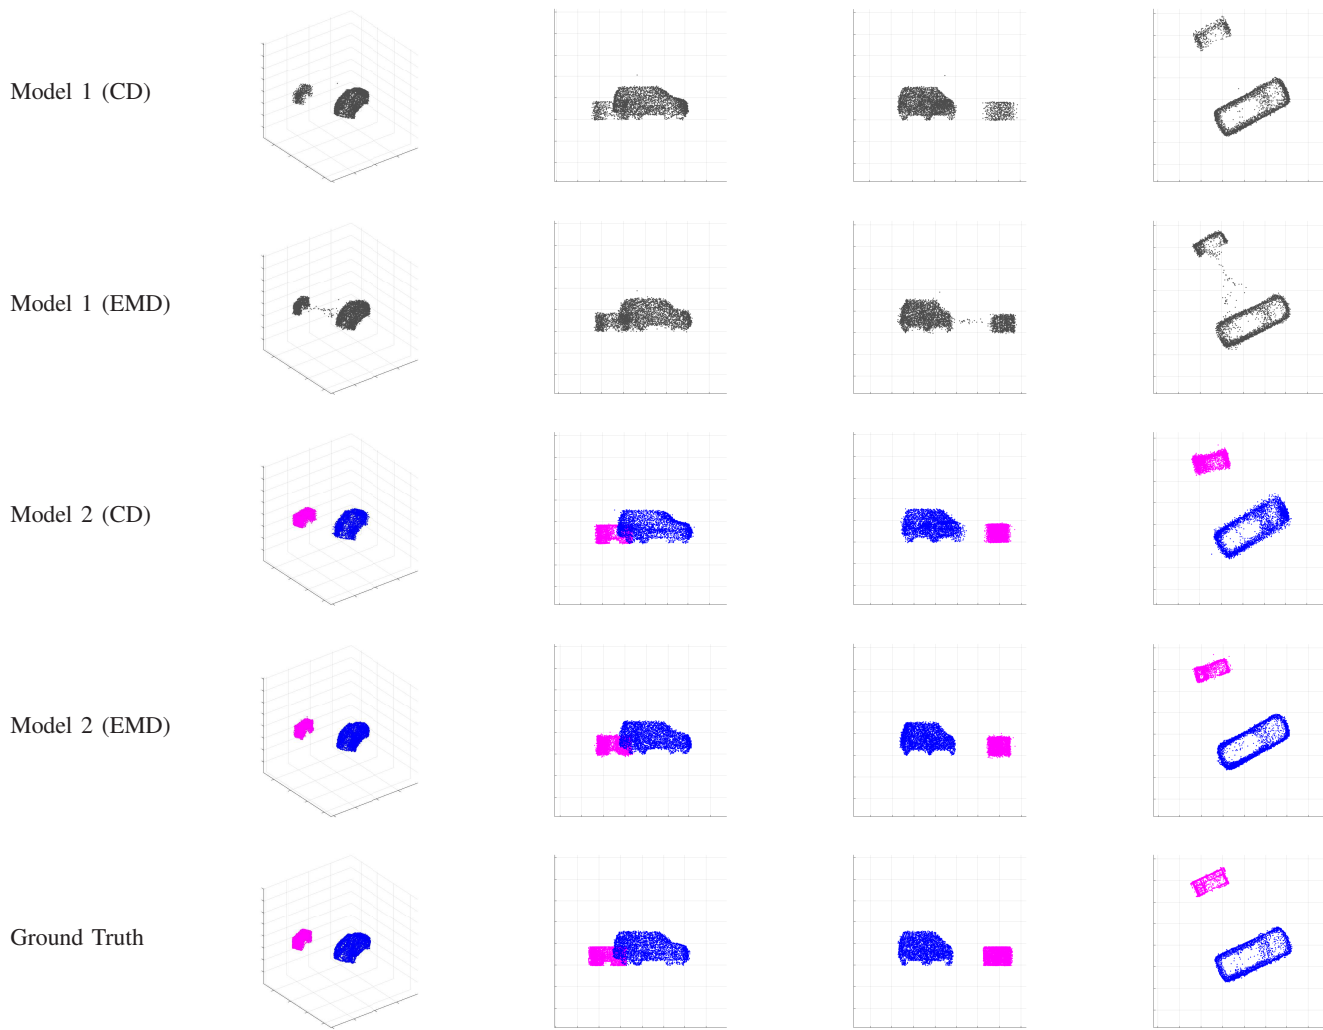 Model 1 (CD)
Model 1 (EMD)
Model 2 (CD)
Model 2 (EMD)
Ground Truth